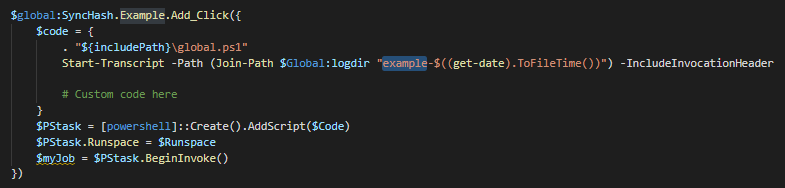 $global:SyncHash.Example.Add_Click({
    $code = {
        . "${includePath}\global.ps1"
        Start-Transcript -Path (Join-Path $Global:logdir "example-$((get-date).ToFileTime())") -IncludeInvocationHeader

        # Custom code here
    }
    $PStask = [powershell]::Create().AddScript($Code)
    $PStask.Runspace = $Runspace
    $myJob = $PStask.BeginInvoke()
})